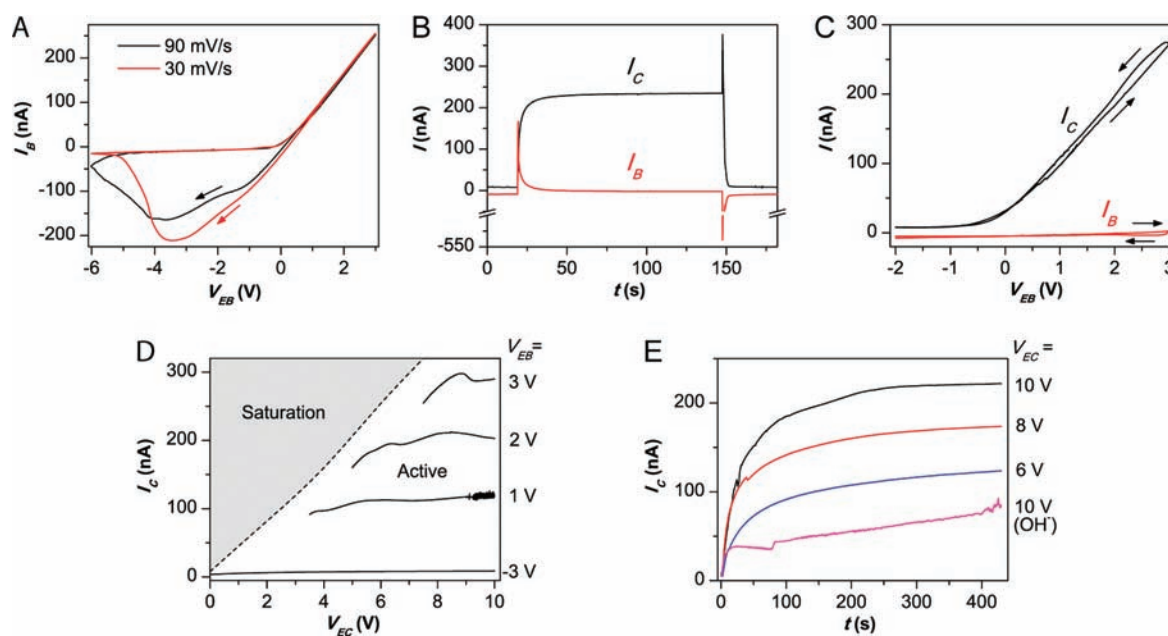 A
90 mV/s
30 mV/s
I_B (nA)
200
100
0
-100
-200
-6 -4 -2 0 2
V_EB (V)
B
I (nA)
400
300
200
100
0
-550
I_C
I_B
0 50 100 150
t (s)
C
I (nA)
300
200
100
0
I_C
I_B
-2 -1 0 1 2 3
V_EB (V)
D
I_C (nA)
300
200
100
0
Saturation
Active
V_EB =
3 V
2 V
1 V
-3 V
0 2 4 6 8 10
V_EC (V)
E
I_C (nA)
200
100
0
V_EC =
10 V
8 V
6 V
10 V
(OH⁻)
0 100 200 300 400
t (s)